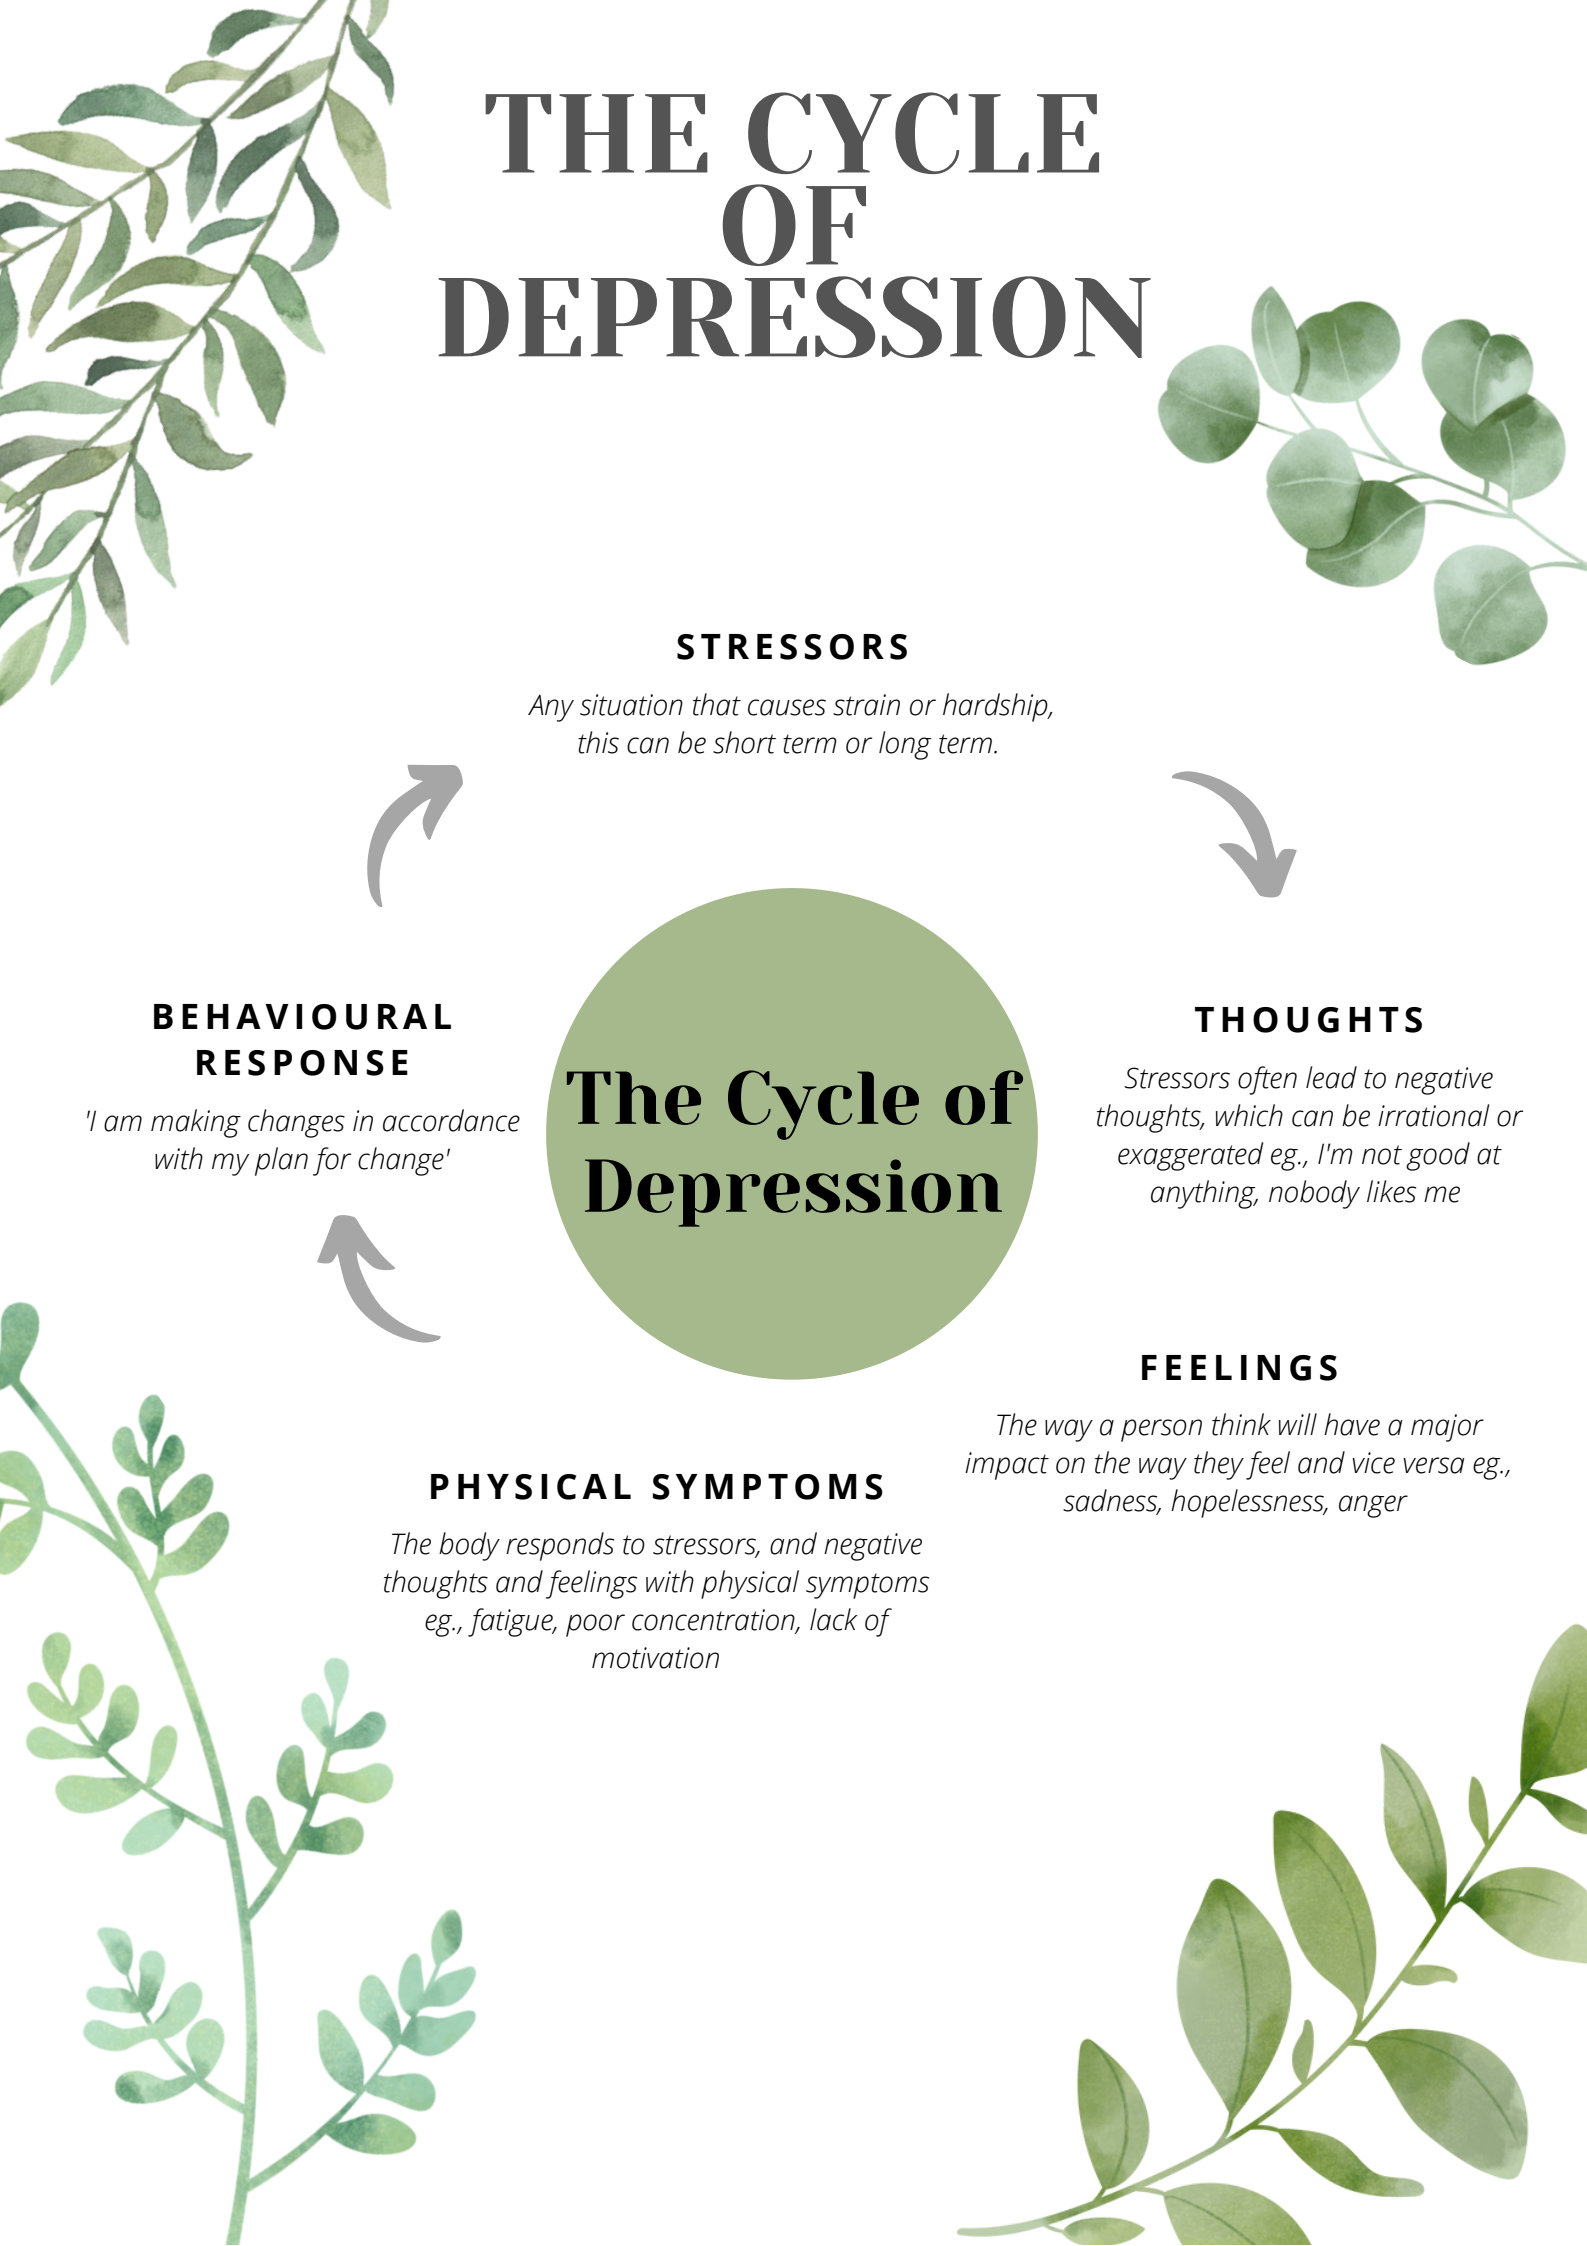 THE CYCLE
OF
DEPRESSION
STRESSORS
Any situation that causes strain or hardship,
this can be short term or long term.
BEHAVIOURAL
RESPONSE
'I am making changes in accordance
with my plan for change'
The Cycle of
Depression
THOUGHTS
Stressors often lead to negative
thoughts, which can be irrational or
exaggerated eg., I'm not good at
anything, nobody likes me
FEELINGS
The way a person think will have a major
impact on the way they feel and vice versa eg.,
sadness, hopelessness, anger
PHYSICAL SYMPTOMS
The body responds to stressors, and negative
thoughts and feelings with physical symptoms
eg., fatigue, poor concentration, lack of
motivation